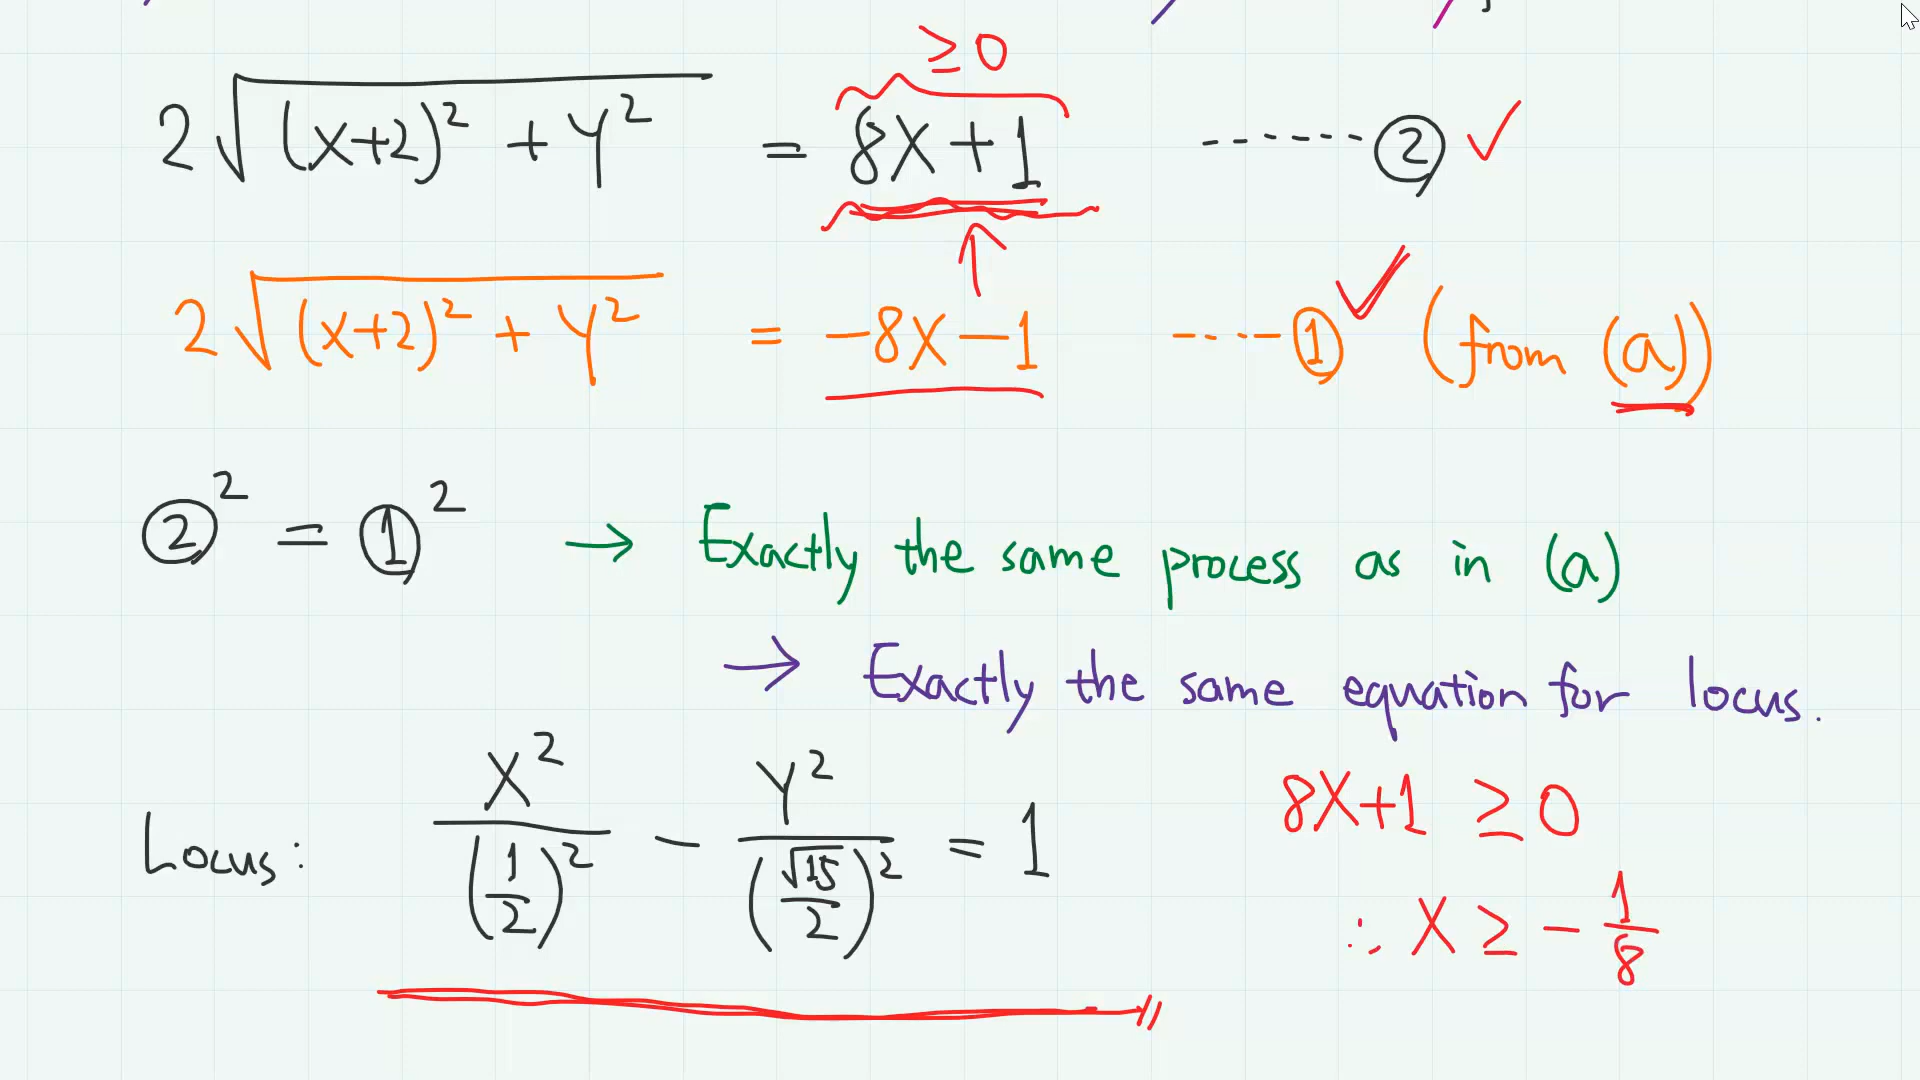 ≥ 0
2√((x+2)² + y²) = 8x + 1 ------- ② ✓
2√((x+2)² + y²) = -8x - 1 ---- ① ✓ (from (a))
②² = ①² → Exactly the same process as in (a)
→ Exactly the same equation for locus.
Locus: x²/(1/2)² - y²/(√15/2)² = 1
8x+1 ≥ 0
∴ x ≥ - 1/8